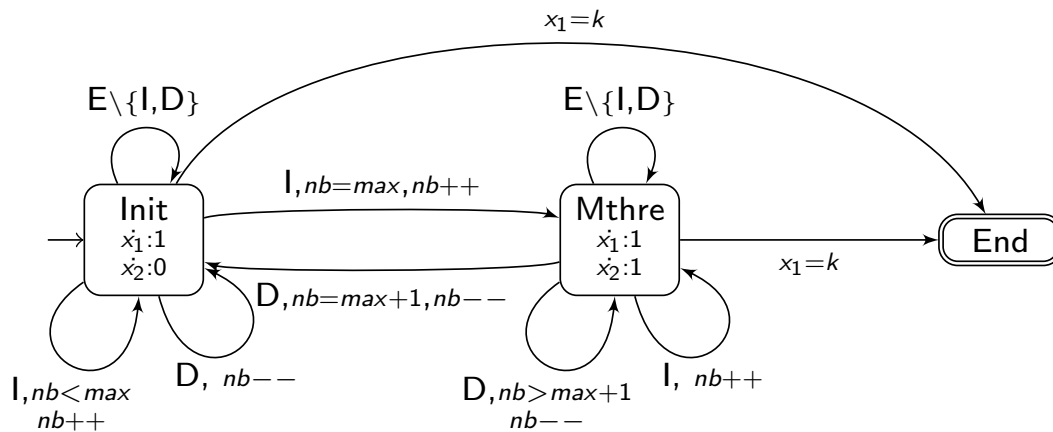 x₁=k
E\{I,D}
E\{I,D}
I,nb=max,nb++
Init
ẋ₁:1
ẋ₂:0
Mthre
ẋ₁:1
ẋ₂:1
End
x₁=k
D,nb=max+1,nb--
I,nb<max
nb++
D, nb--
D,nb>max+1
nb--
I, nb++